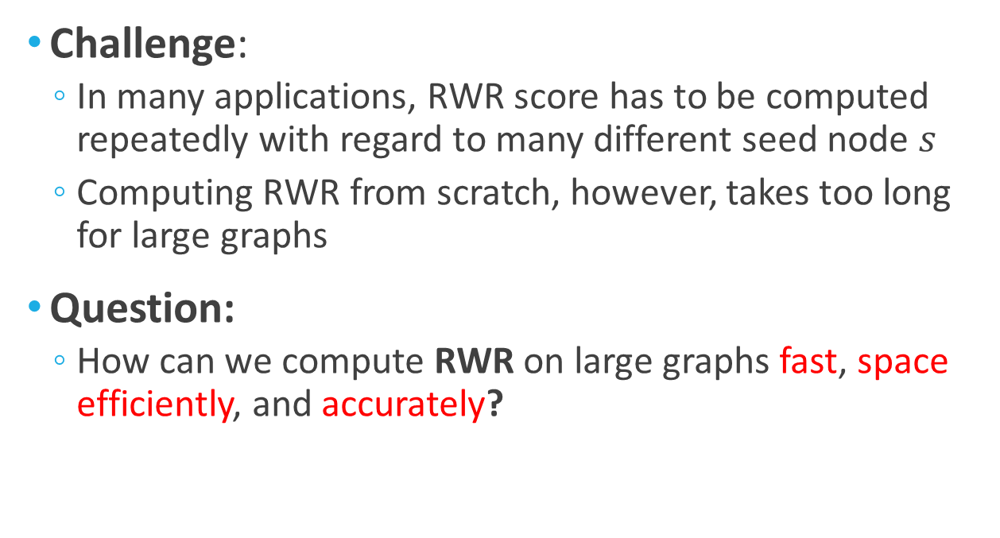 • Challenge:
◦ In many applications, RWR score has to be computed
repeatedly with regard to many different seed node s
◦ Computing RWR from scratch, however, takes too long
for large graphs
• Question:
◦ How can we compute RWR on large graphs fast, space
efficiently, and accurately?